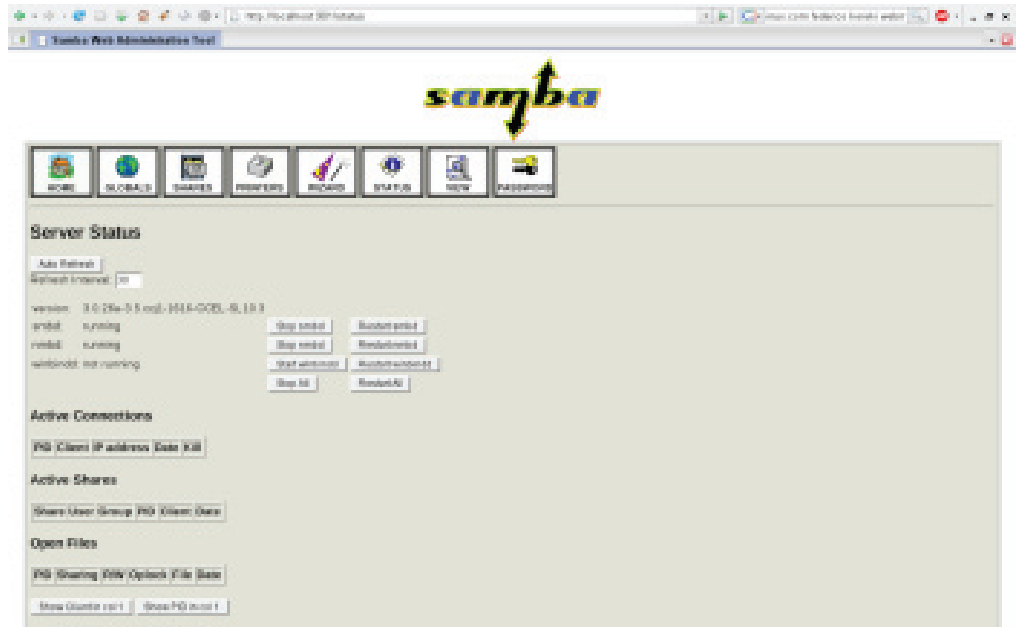 Samba Web Administration Tool
samba
HOME GLOBALS SHARES PRINTERS WIZARD STATUS VIEW PASSWORD
Server Status
Auto Refresh
Refresh Interval: 30
version:
smbd: running Stop smbd Restart smbd
nmbd: running Stop nmbd Restart nmbd
winbindd: not running Start winbindd Restart winbindd
Stop All Restart All
Active Connections
PID Client IP address Date Kill
Active Shares
Share User Group PID Client Date
Open Files
PID Sharing R/W Oplock File Date
Show Client in col 1 Show PID in col 1